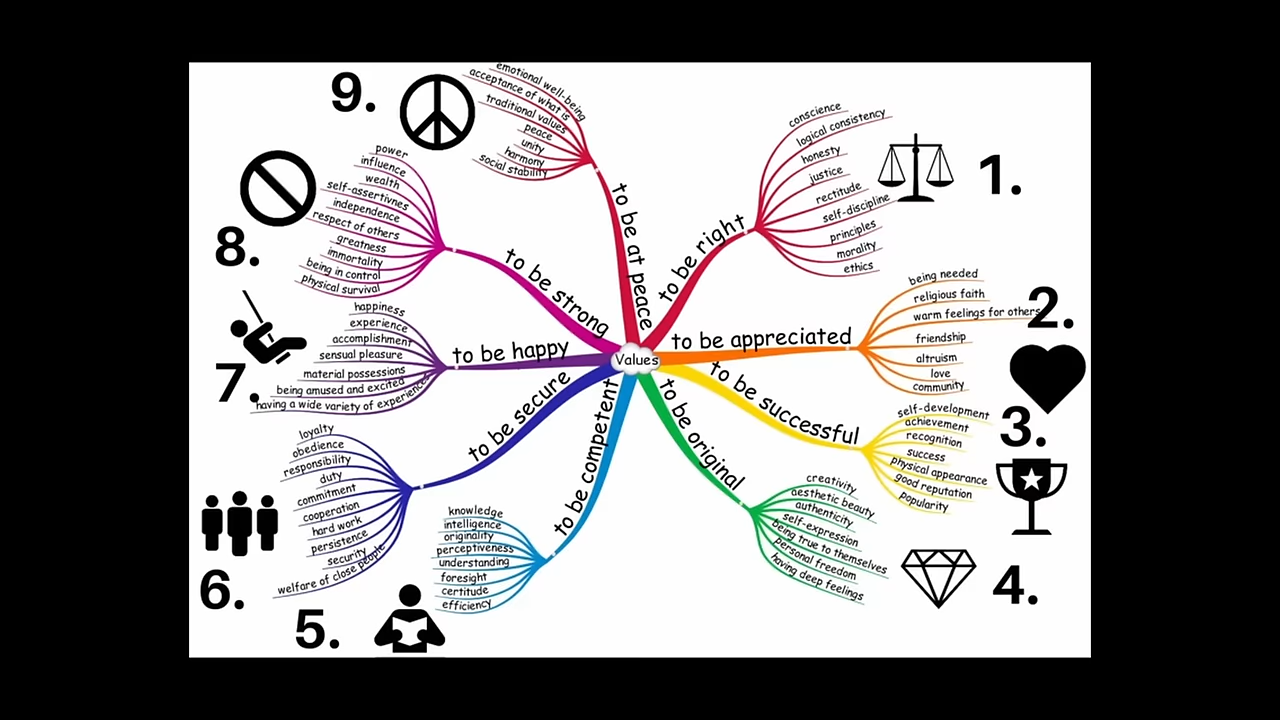 Values
1.
to be right
conscience
logical consistency
honesty
justice
rectitude
self-discipline
principles
morality
ethics
2.
to be appreciated
being needed
religious faith
warm feelings for others
friendship
altruism
love
community
3.
to be successful
self-development
achievement
recognition
success
physical appearance
good reputation
popularity
4.
to be original
creativity
aesthetic beauty
authenticity
self-expression
being true to themselves
personal freedom
having deep feelings
5.
to be competent
knowledge
intelligence
originality
perceptiveness
understanding
foresight
certitude
efficiency
6.
to be secure
loyalty
obedience
responsibility
duty
commitment
cooperation
hard work
persistence
security
welfare of close people
7.
to be happy
happiness
experience
accomplishment
sensual pleasure
material possessions
being amused and excited
having a wide variety of experiences
8.
to be strong
power
influence
wealth
self-assertivnes
independence
respect of others
greatness
immortality
being in control
physical survival
9.
to be at peace
emotional well-being
acceptance of what is
traditional values
peace
unity
harmony
social stability